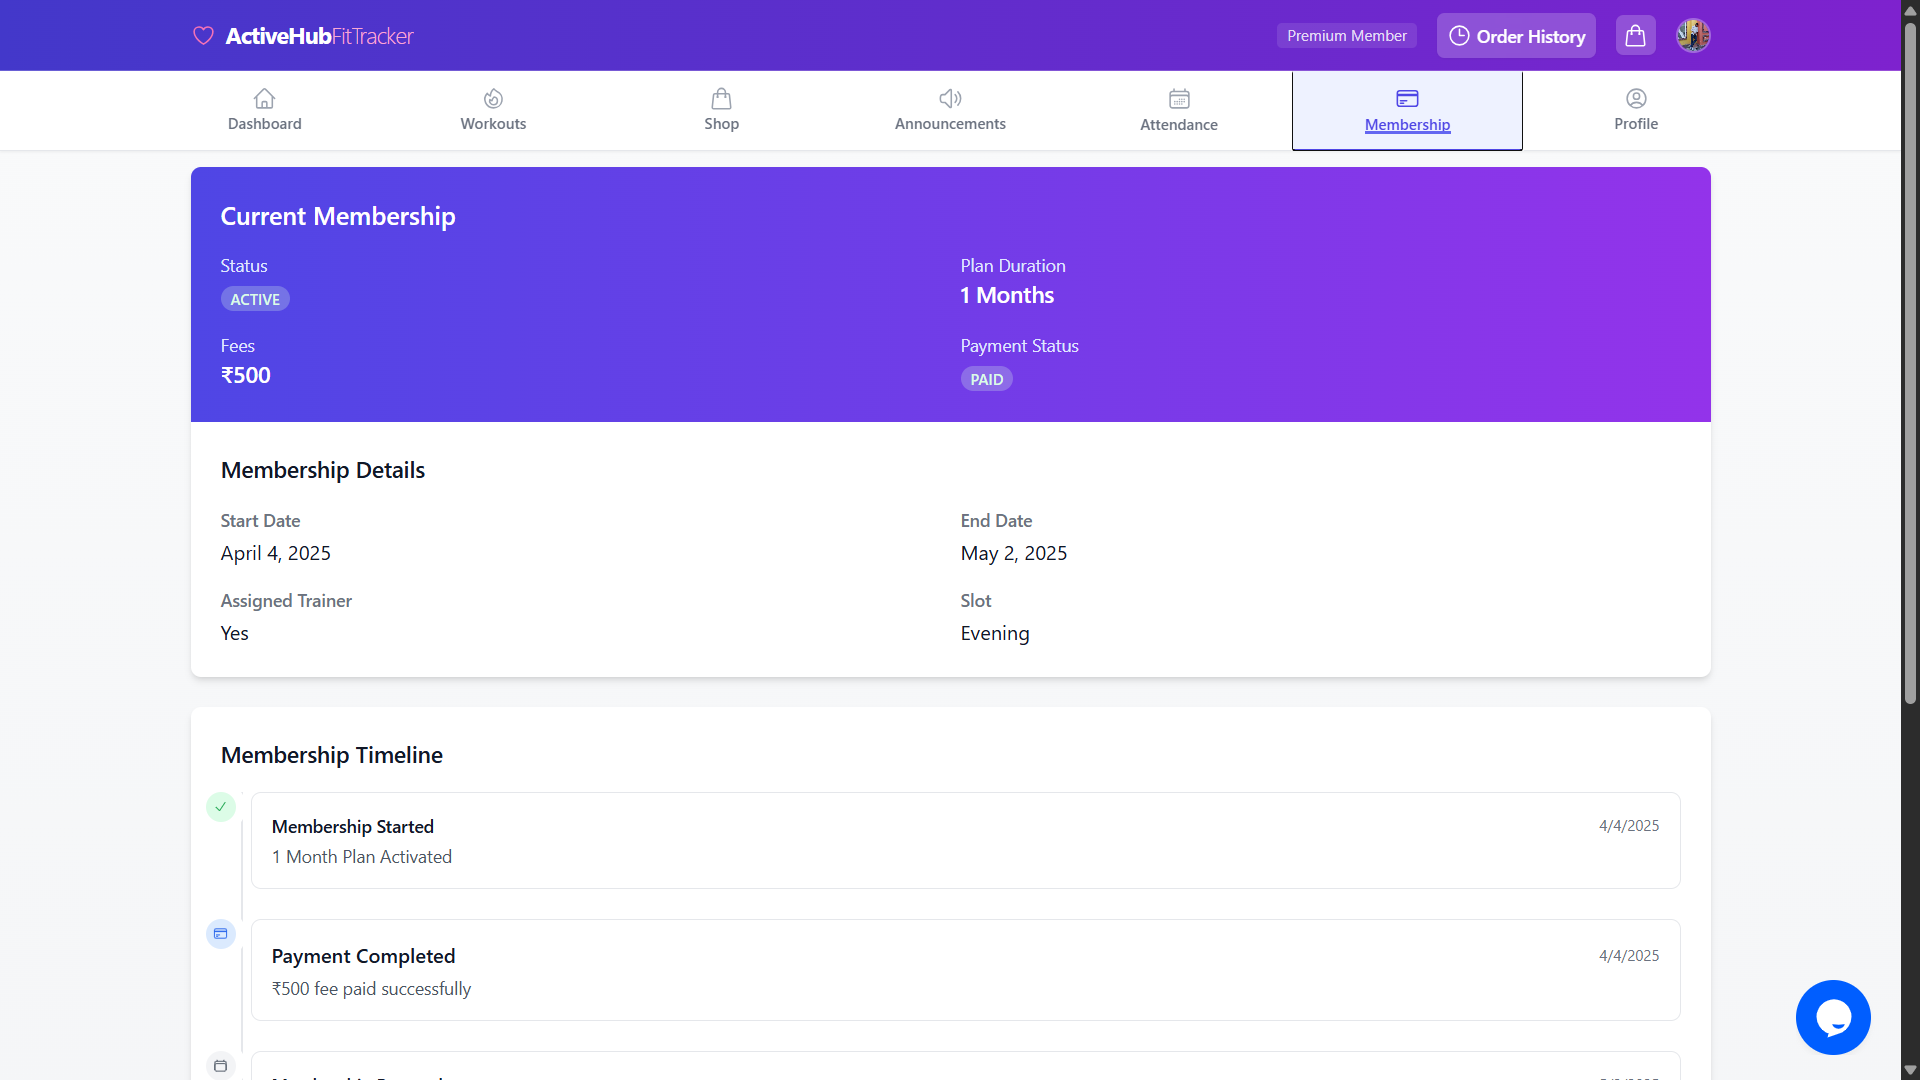 ActiveHubFitTracker
Premium Member
Order History
Dashboard
Workouts
Shop
Announcements
Attendance
Membership
Profile
Current Membership
Status
Plan Duration
ACTIVE
1 Months
Fees
Payment Status
₹500
PAID
Membership Details
Start Date
End Date
April 4, 2025
May 2, 2025
Assigned Trainer
Slot
Yes
Evening
Membership Timeline
Membership Started
4/4/2025
1 Month Plan Activated
Payment Completed
4/4/2025
₹500 fee paid successfully